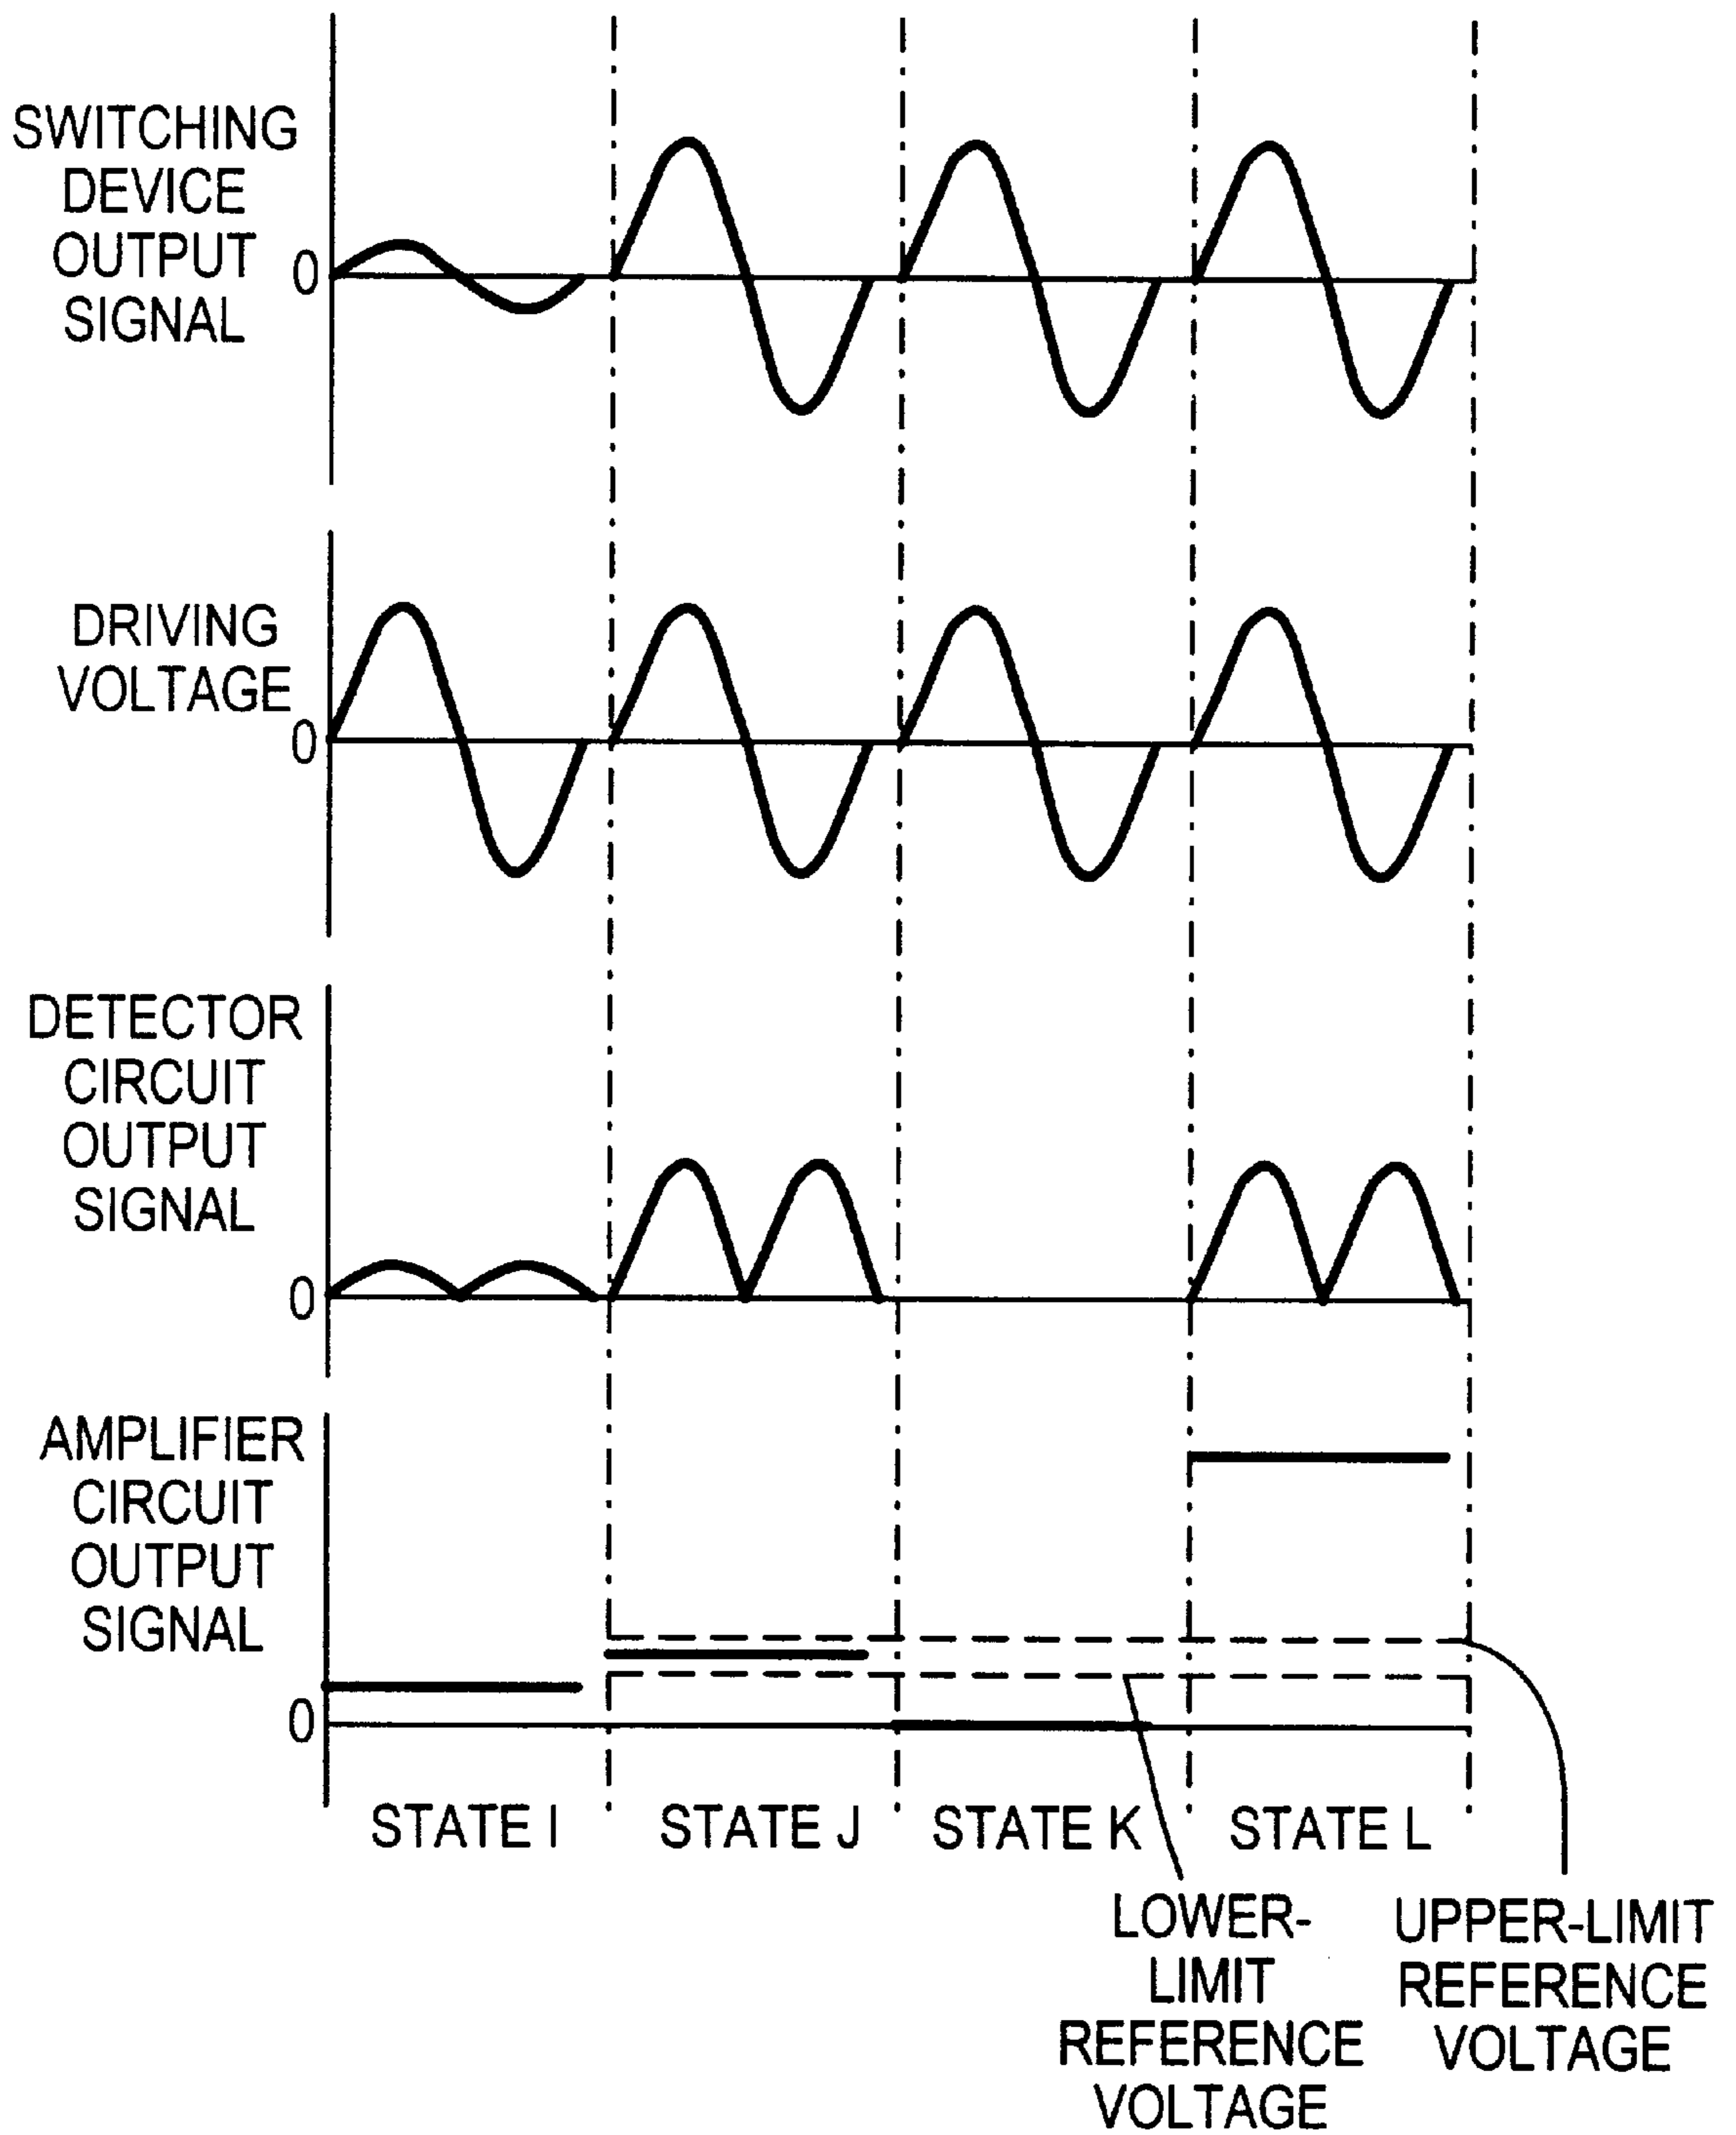 SWITCHING
DEVICE
OUTPUT
SIGNAL
0
DRIVING
VOLTAGE
0
DETECTOR
CIRCUIT
OUTPUT
SIGNAL
0
AMPLIFIER
CIRCUIT
OUTPUT
SIGNAL
0
STATE I
STATE J
STATE K
STATE L
LOWER-
LIMIT
REFERENCE
VOLTAGE
UPPER-LIMIT
REFERENCE
VOLTAGE